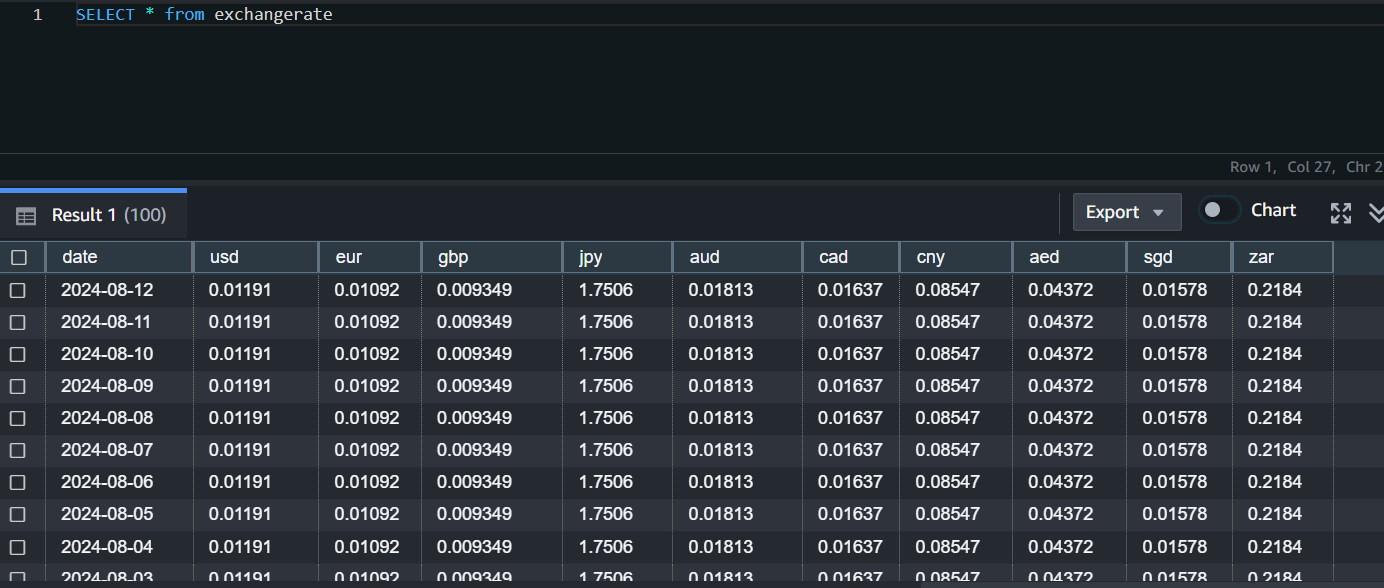 1 SELECT * from exchangerate
Row 1, Col 27, Chr 2
Result 1 (100) Export Chart
date usd eur gbp jpy aud cad cny aed sgd zar
2024-08-12 0.01191 0.01092 0.009349 1.7506 0.01813 0.01637 0.08547 0.04372 0.01578 0.2184
2024-08-11 0.01191 0.01092 0.009349 1.7506 0.01813 0.01637 0.08547 0.04372 0.01578 0.2184
2024-08-10 0.01191 0.01092 0.009349 1.7506 0.01813 0.01637 0.08547 0.04372 0.01578 0.2184
2024-08-09 0.01191 0.01092 0.009349 1.7506 0.01813 0.01637 0.08547 0.04372 0.01578 0.2184
2024-08-08 0.01191 0.01092 0.009349 1.7506 0.01813 0.01637 0.08547 0.04372 0.01578 0.2184
2024-08-07 0.01191 0.01092 0.009349 1.7506 0.01813 0.01637 0.08547 0.04372 0.01578 0.2184
2024-08-06 0.01191 0.01092 0.009349 1.7506 0.01813 0.01637 0.08547 0.04372 0.01578 0.2184
2024-08-05 0.01191 0.01092 0.009349 1.7506 0.01813 0.01637 0.08547 0.04372 0.01578 0.2184
2024-08-04 0.01191 0.01092 0.009349 1.7506 0.01813 0.01637 0.08547 0.04372 0.01578 0.2184
2024-08-03 0.01191 0.01092 0.009349 1.7506 0.01813 0.01637 0.08547 0.04372 0.01578 0.2184